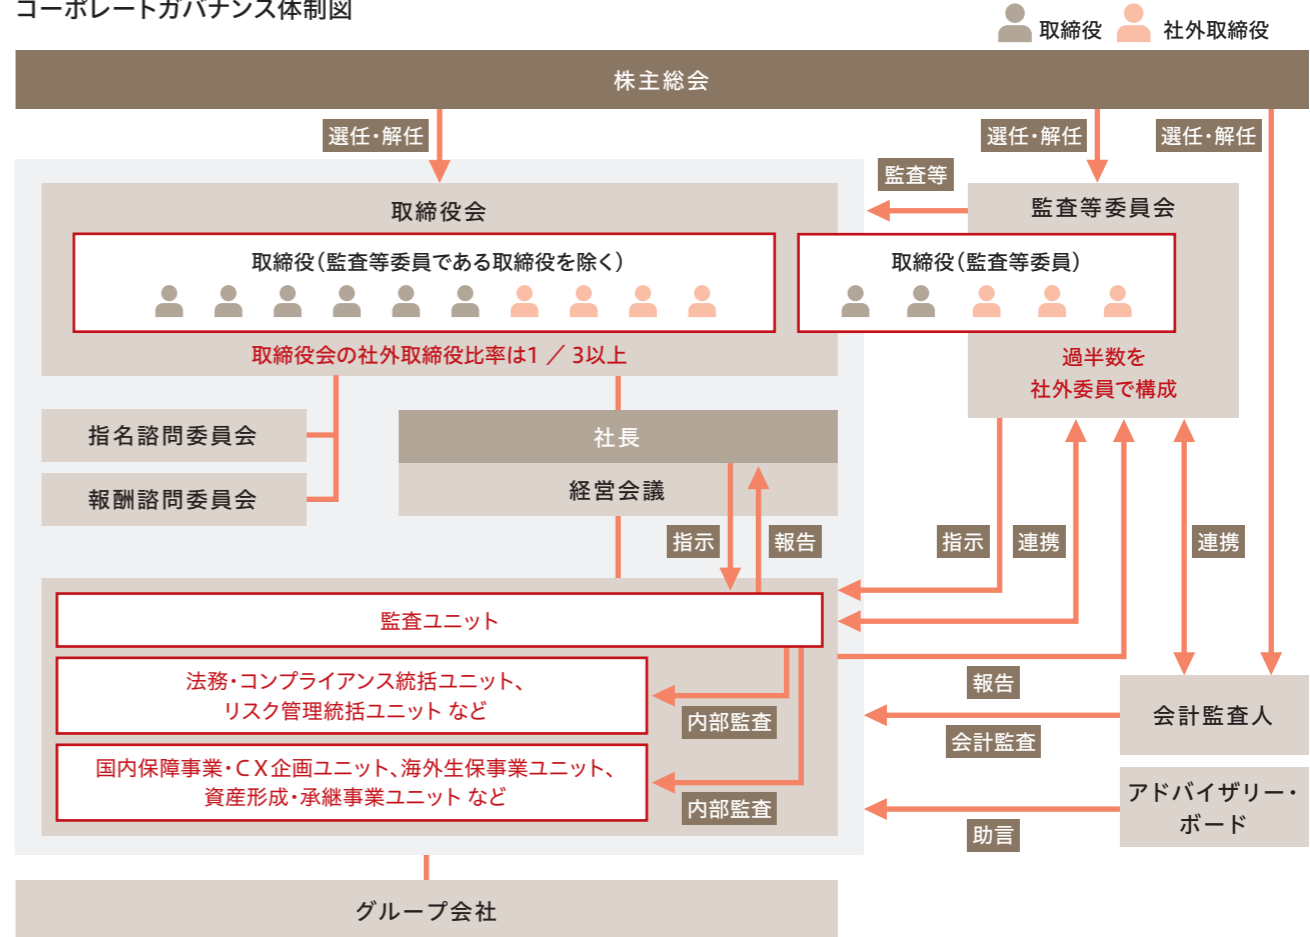 コーポレートガバナンス体制図
取締役
社外取締役
株主総会
選任・解任
選任・解任
選任・解任
監査等
取締役会
監査等委員会
取締役（監査等委員である取締役を除く）
取締役（監査等委員）
取締役会の社外取締役比率は1／3以上
過半数を
社外委員で構成
指名諮問委員会
報酬諮問委員会
社長
経営会議
指示
報告
指示
連携
連携
監査ユニット
法務・コンプライアンス統括ユニット、
リスク管理統括ユニット など
内部監査
国内保障事業・CX企画ユニット、海外生保事業ユニット、
資産形成・承継事業ユニット など
内部監査
報告
会計監査
会計監査人
助言
アドバイザリー・
ボード
グループ会社